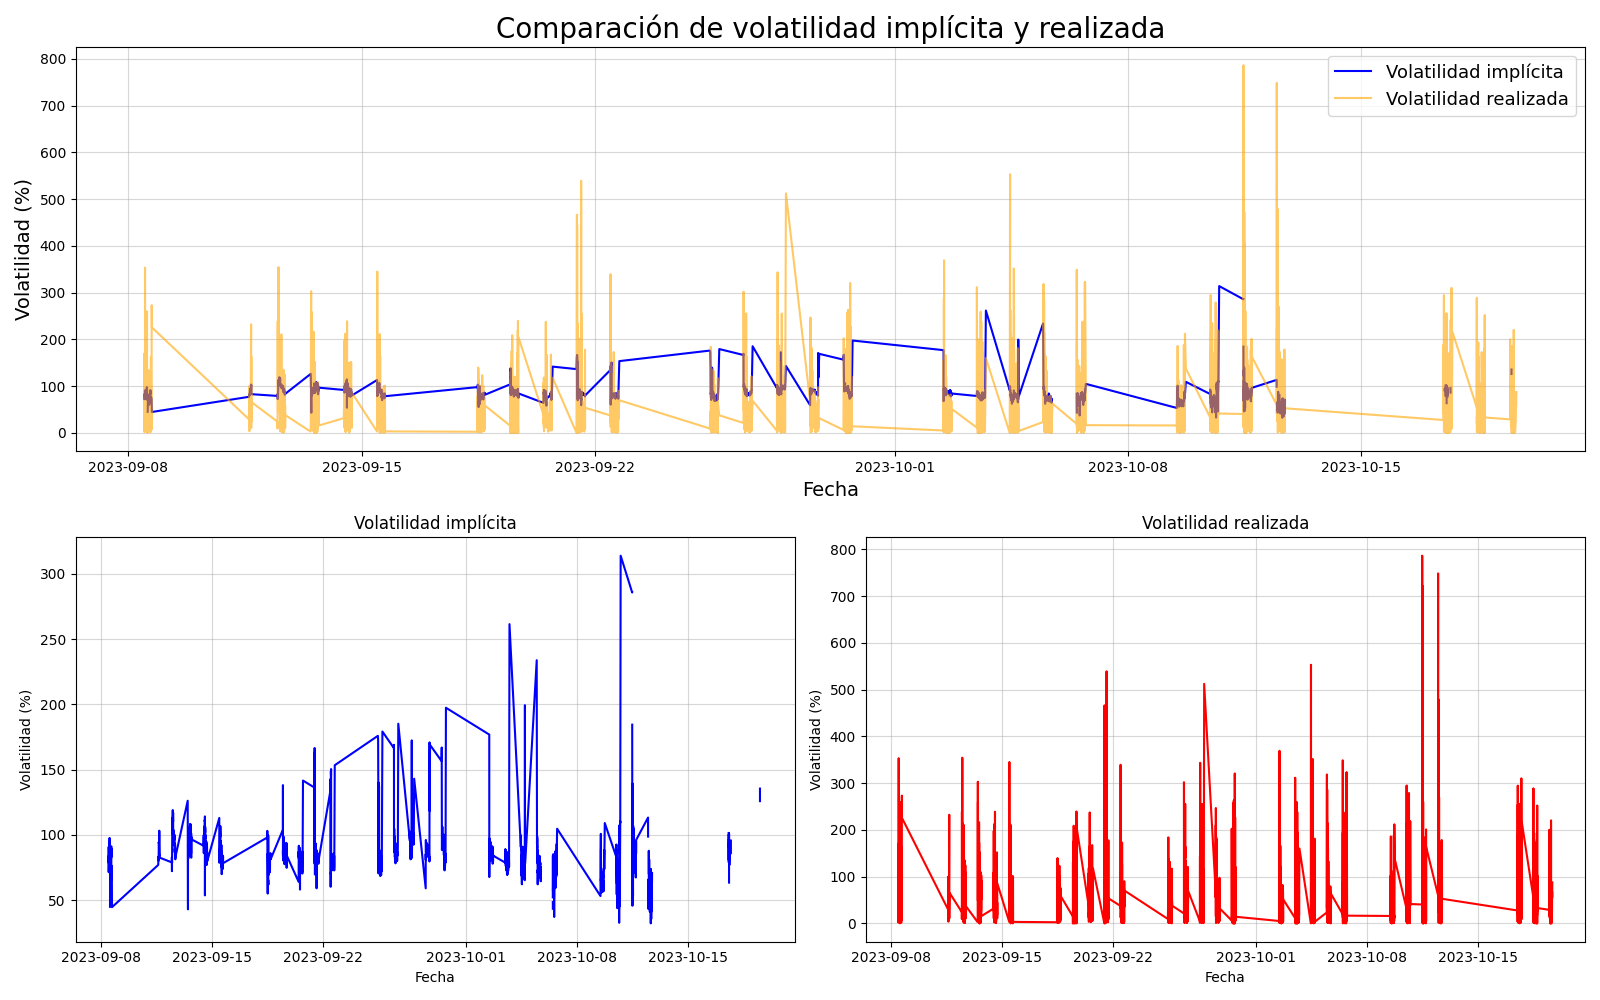 Comparación de volatilidad implícita y realizada
Volatilidad (%)
800
700
600
500
400
300
200
100
0
Volatilidad implícita
Volatilidad realizada
2023-09-08 2023-09-15 2023-09-22 2023-10-01 2023-10-08 2023-10-15
Fecha
Volatilidad implícita
Volatilidad (%)
300
250
200
150
100
50
2023-09-08 2023-09-15 2023-09-22 2023-10-01 2023-10-08 2023-10-15
Fecha
Volatilidad realizada
Volatilidad (%)
800
700
600
500
400
300
200
100
0
2023-09-08 2023-09-15 2023-09-22 2023-10-01 2023-10-08 2023-10-15
Fecha